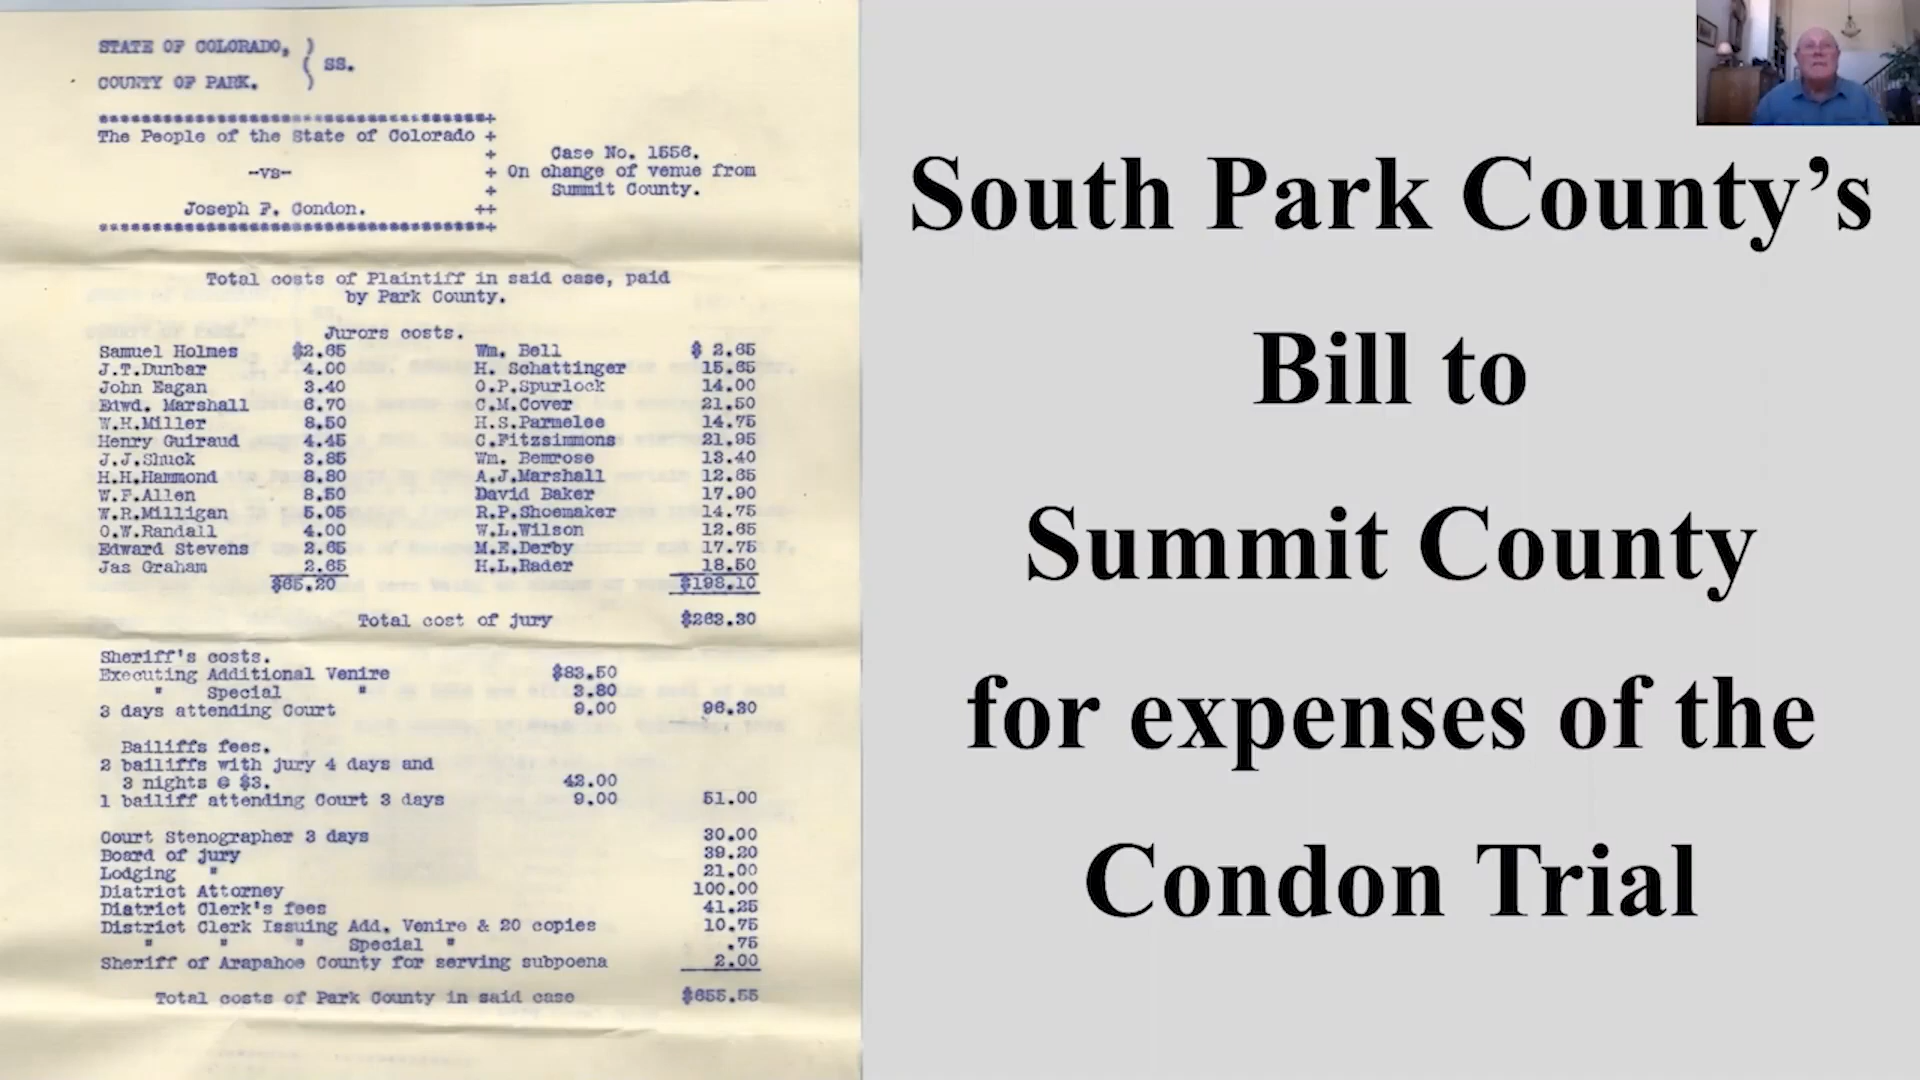 STATE OF COLORADO, )
( SS.
COUNTY OF PARK. )
****************************************+
The People of the State of Colorado +
+ Case No. 1556.
--vs-- + On change of venue from
+ Summit County.
Joseph F. Condon. ++
****************************************+
Total costs of Plaintiff in said case, paid
by Park County.
Jurors costs.
Samuel Holmes $2.65 Wm. Bell $ 2.65
J.T.Dunbar 4.00 H. Schattinger 15.65
John Eagan 3.40 O.P.Spurlock 14.00
Edwd. Marshall 6.70 C.M.Cover 21.50
W.H.Miller 8.50 H.S.Parmelee 14.75
Henry Guiraud 4.45 C.Fitzsimmons 21.95
J.J.Shuck 3.85 Wm. Bemrose 13.40
H.H.Hammond 8.80 A.J.Marshall 12.65
W.F.Allen 8.50 David Baker 17.90
W.R.Milligan 5.05 R.P.Shoemaker 14.75
O.W.Randall 4.00 W.L.Wilson 12.65
Edward Stevens 2.65 M.E.Derby 17.75
Jas Graham 2.65 H.L.Rader 18.50
$65.20 $198.10
Total cost of jury $263.30
Sheriff's costs.
Executing Additional Venire $83.50
" Special " 3.80
3 days attending Court 9.00 96.30
Bailiffs fees.
2 bailiffs with jury 4 days and
3 nights @ $3. 42.00
1 bailiff attending Court 3 days 9.00 51.00
Court Stenographer 3 days 30.00
Board of jury 39.20
Lodging " 21.00
Diatrict Attorney 100.00
Diatrict Clerk's fees 41.25
District Clerk Issuing Add. Venire & 20 copies 10.75
" " " Special " .75
Sheriff of Arapahoe County for serving subpoena 2.00
Total costs of Park County in said case $655.55
South Park County's
Bill to
Summit County
for expenses of the
Condon Trial